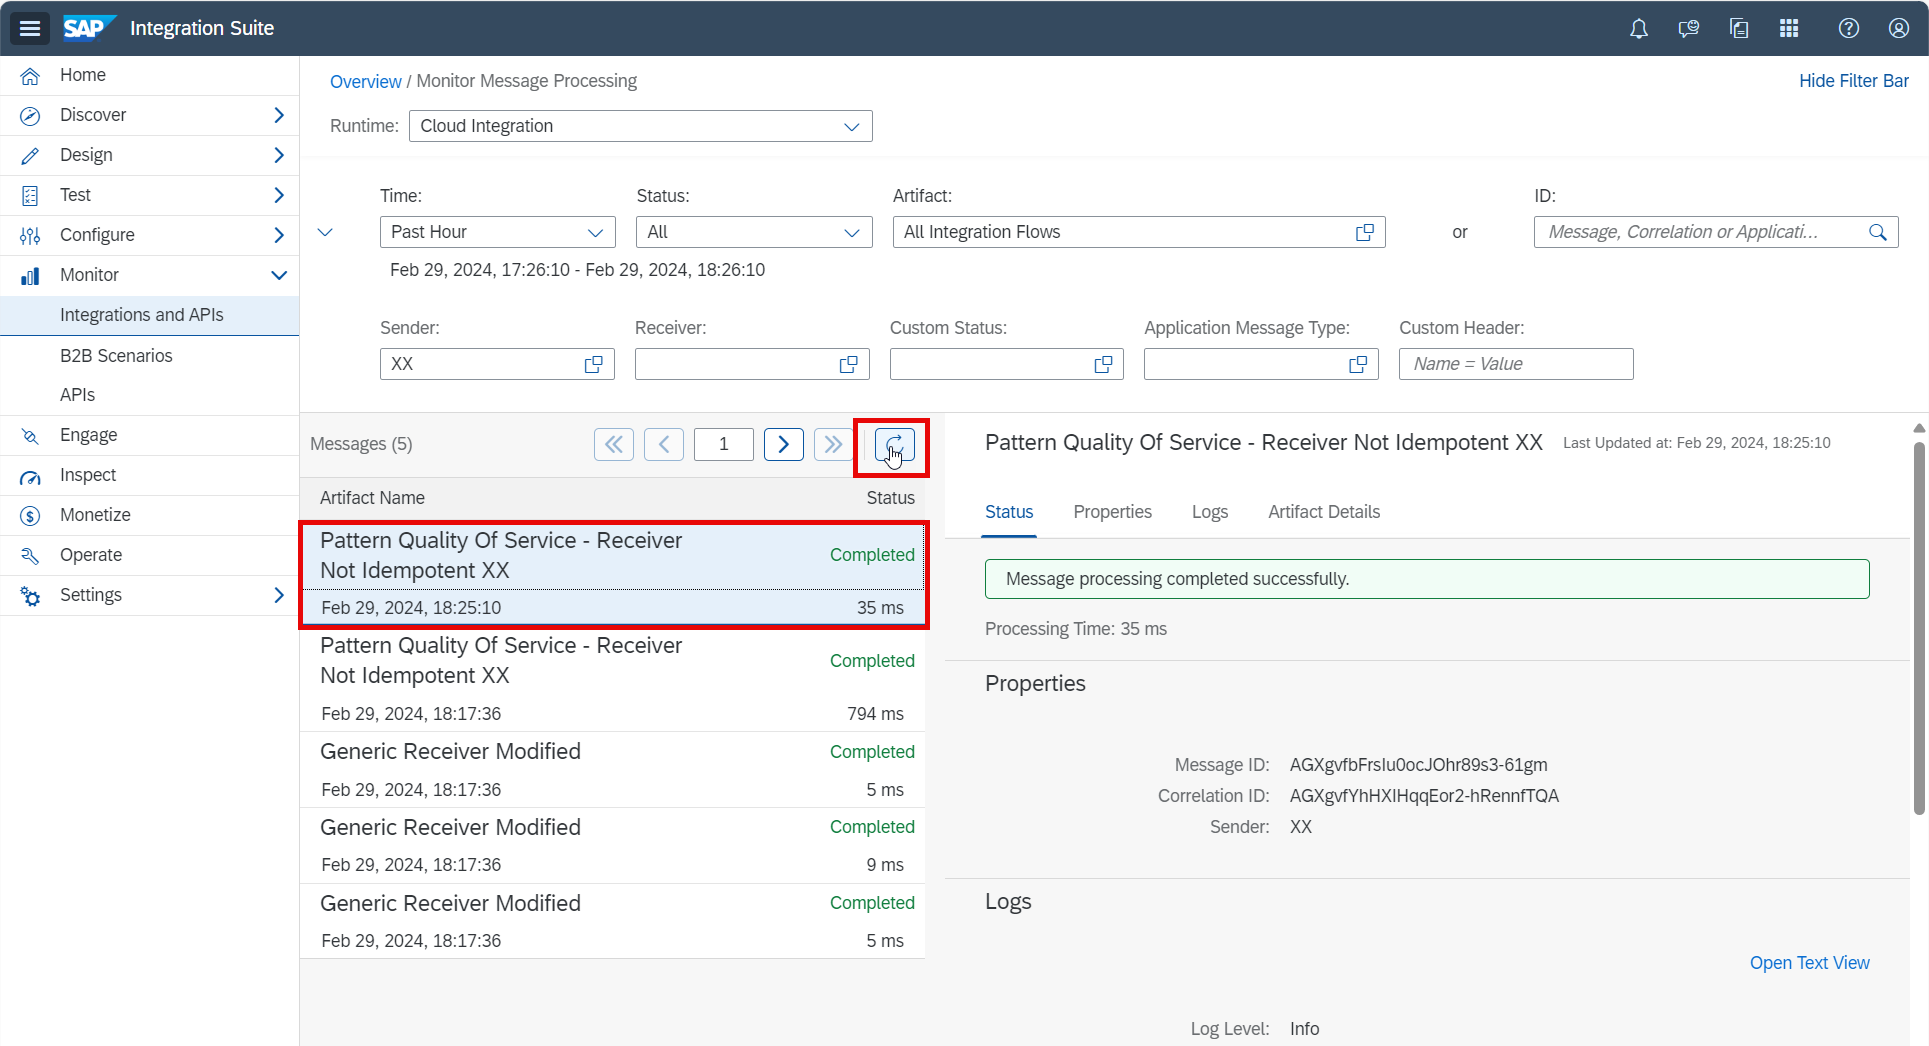 SAP Integration Suite
Home
Discover
Design
Test
Configure
Monitor
Integrations and APIs
B2B Scenarios
APIs
Engage
Inspect
Monetize
Operate
Settings
Overview / Monitor Message Processing
Hide Filter Bar
Runtime: Cloud Integration
Time: Status: Artifact: ID:
Past Hour All All Integration Flows or Message, Correlation or Applicati...
Feb 29, 2024, 17:26:10 - Feb 29, 2024, 18:26:10
Sender: Receiver: Custom Status: Application Message Type: Custom Header:
XX Name = Value
Messages (5) 1
Artifact Name Status
Pattern Quality Of Service - Receiver
Not Idempotent XX Completed
Feb 29, 2024, 18:25:10 35 ms
Pattern Quality Of Service - Receiver
Not Idempotent XX Completed
Feb 29, 2024, 18:17:36 794 ms
Generic Receiver Modified Completed
Feb 29, 2024, 18:17:36 5 ms
Generic Receiver Modified Completed
Feb 29, 2024, 18:17:36 9 ms
Generic Receiver Modified Completed
Feb 29, 2024, 18:17:36 5 ms
Pattern Quality Of Service - Receiver Not Idempotent XX Last Updated at: Feb 29, 2024, 18:25:10
Status Properties Logs Artifact Details
Message processing completed successfully.
Processing Time: 35 ms
Properties
Message ID: AGXgvfbFrsIu0ocJOhr89s3-61gm
Correlation ID: AGXgvfYhHXIHqqEor2-hRennfTQA
Sender: XX
Logs
Open Text View
Log Level: Info